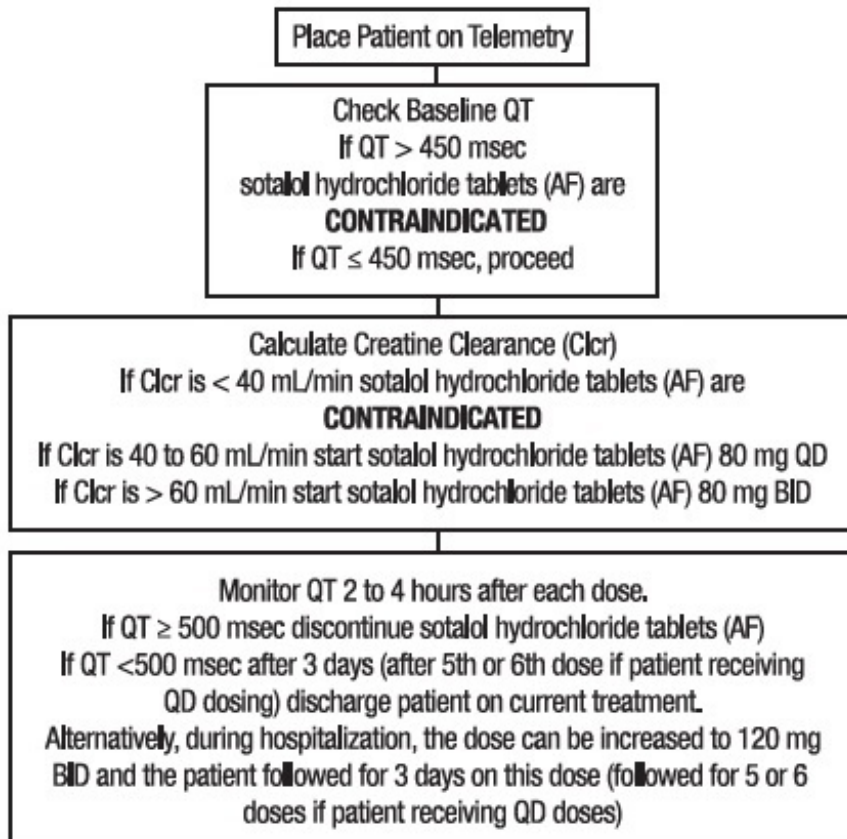 Place Patient on Telemetry
Check Baseline QT
If QT > 450 msec
sotalol hydrochloride tablets (AF) are
CONTRAINDICATED
If QT ≤ 450 msec, proceed
Calculate Creatine Clearance (Clcr)
If Clcr is < 40 mL/min sotalol hydrochloride tablets (AF) are
CONTRAINDICATED
If Clcr is 40 to 60 mL/min start sotalol hydrochloride tablets (AF) 80 mg QD
If Clcr is > 60 mL/min start sotalol hydrochloride tablets (AF) 80 mg BID
Monitor QT 2 to 4 hours after each dose.
If QT ≥ 500 msec discontinue sotalol hydrochloride tablets (AF)
If QT <500 msec after 3 days (after 5th or 6th dose if patient receiving
QD dosing) discharge patient on current treatment.
Alternatively, during hospitalization, the dose can be increased to 120 mg
BID and the patient followed for 3 days on this dose (followed for 5 or 6
doses if patient receiving QD doses)